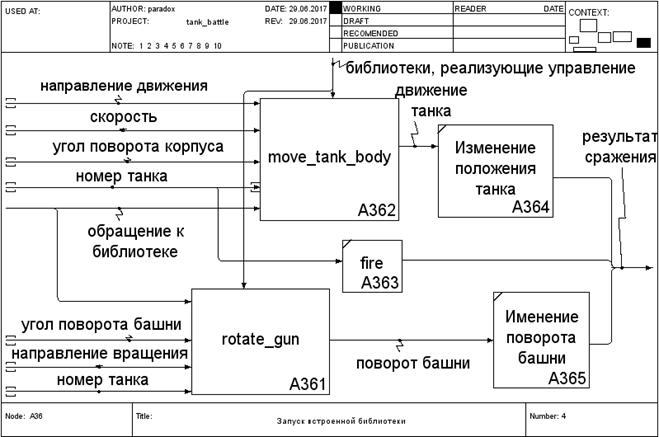 USED AT:
AUTHOR: paradox
DATE: 29.06.2017
PROJECT: tank_battle
REV: 29.06.2017
NOTE: 1 2 3 4 5 6 7 8 9 10
WORKING
DRAFT
RECOMENDED
PUBLICATION
READER DATE
CONTEXT:
библиотеки, реализующие управление
направление движения
скорость
угол поворота корпуса
номер танка
обращение к
библиотеке
move_tank_body
A362
движение
танка
Изменение
положения
танка
A364
результат
сражения
fire
A363
угол поворота башни
направление вращения
номер танка
rotate_gun
A361
поворот башни
Именение
поворота
башни
A365
Node: A36
Title:
Запуск встроенной библиотеки
Number: 4